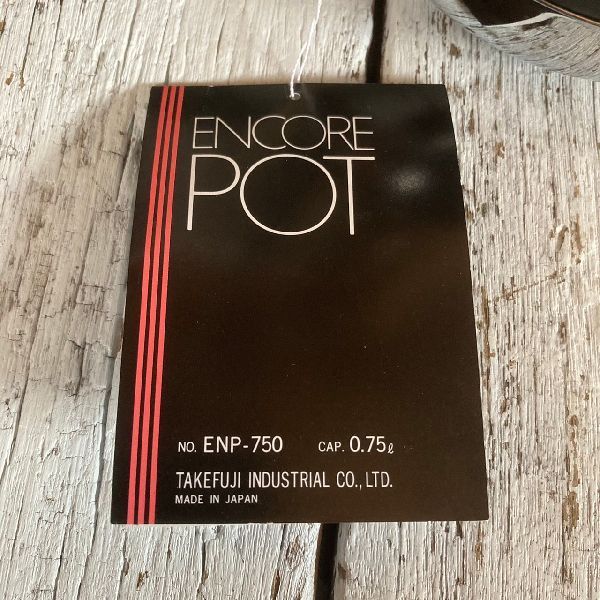 ENCORE
POT
NO. ENP-750 CAP. 0.75ℓ
TAKEFUJI INDUSTRIAL CO., LTD.
MADE IN JAPAN